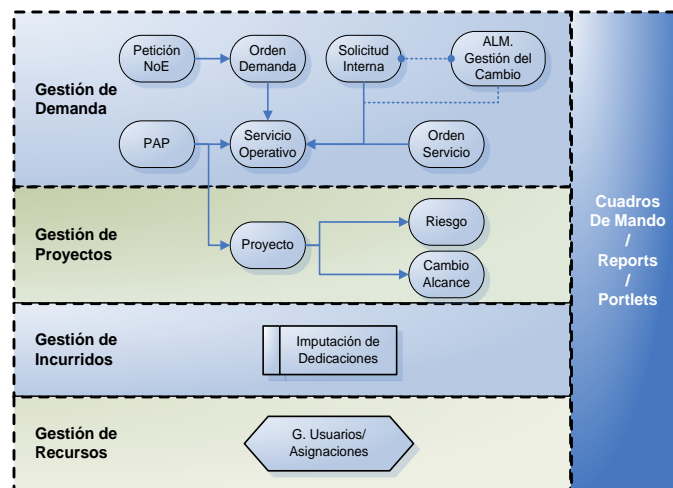 Gestión de
Demanda
Petición
NoE
Orden
Demanda
Solicitud
Interna
ALM.
Gestión del
Cambio
PAP
Servicio
Operativo
Orden
Servicio
Gestión de
Proyectos
Proyecto
Riesgo
Cambio
Alcance
Gestión de
Incurridos
Imputación de
Dedicaciones
Gestión de
Recursos
G. Usuarios/
Asignaciones
Cuadros
De Mando
/
Reports
/
Portlets